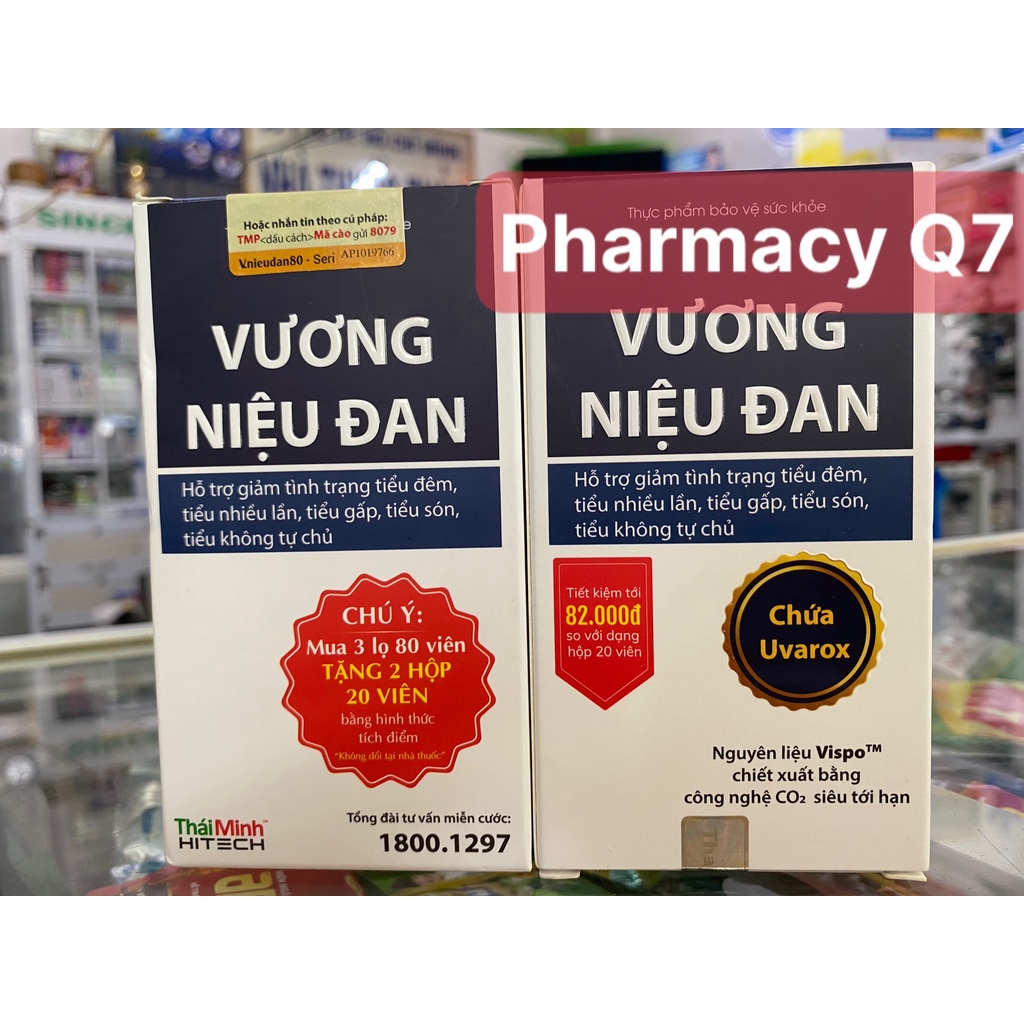 Pharmacy Q7
Hoặc nhắn tin theo cú pháp:
TMP<dấu cách>Mã cào gửi 8079
V.nieudan80 - Seri AP1019766
VƯƠNG
NIỆU ĐAN
Hỗ trợ giảm tình trạng tiểu đêm,
tiểu nhiều lần, tiểu gấp, tiểu són,
tiểu không tự chủ
CHÚ Ý:
Mua 3 lọ 80 viên
TẶNG 2 HỘP
20 VIÊN
bằng hình thức
tích điểm
"Không đổi tại nhà thuốc"
TháiMinh™
HITECH
Tổng đài tư vấn miễn cước:
1800.1297
Thực phẩm bảo vệ sức khỏe
VƯƠNG
NIỆU ĐAN
Hỗ trợ giảm tình trạng tiểu đêm,
tiểu nhiều lần, tiểu gấp, tiểu són,
tiểu không tự chủ
Tiết kiệm tới
82.000đ
so với dạng
hộp 20 viên
Chứa
Uvarox
Nguyên liệu Vispo™
chiết xuất bằng
công nghệ CO₂ siêu tới hạn